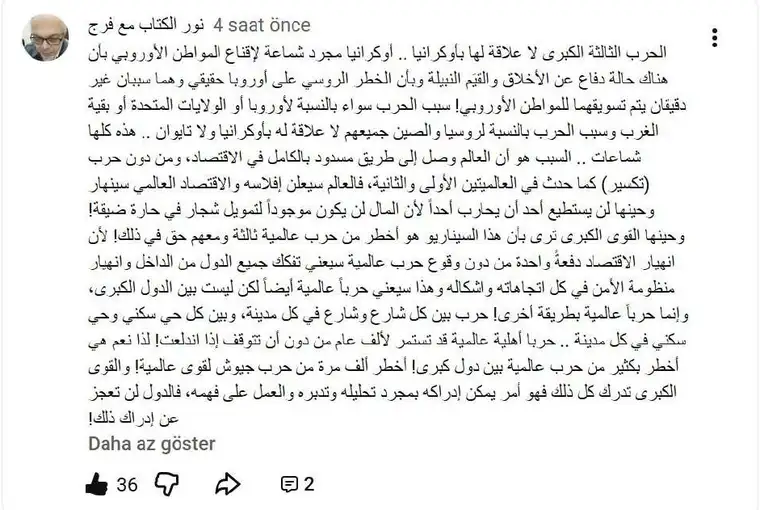 نور الكتاب مع فرج 4 saat önce
الحرب الثالثة الكبرى لا علاقة لها بأوكرانيا .. أوكرانيا مجرد شماعة لإقناع المواطن الأوروبي بأن
هناك حالة دفاع عن الأخلاق والقيَم النبيلة وبأن الخطر الروسي على أوروبا حقيقي وهما سببان غير
دقيقان يتم تسويقهما للمواطن الأوروبي! سبب الحرب سواء بالنسبة لأوروبا أو الولايات المتحدة أو بقية
الغرب وسبب الحرب بالنسبة لروسيا والصين جميعهم لا علاقة له بأوكرانيا ولا تايوان .. هذه كلها
شماعات .. السبب هو أن العالم وصل إلى طريق مسدود بالكامل في الاقتصاد، ومن دون حرب
(تكسير) كما حدث في العالميتين الأولى والثانية، فالعالم سيعلن إفلاسه والاقتصاد العالمي سينهار
وحينها لن يستطيع أحد أن يحارب أحداً لأن المال لن يكون موجوداً لتمويل شجار في حارة ضيقة!
وحينها القوى الكبرى ترى بأن هذا السيناريو هو أخطر من حرب عالمية ثالثة ومعهم حق في ذلك! لأن
انهيار الاقتصاد دفعةً واحدة من دون وقوع حرب عالمية سيعني تفكك جميع الدول من الداخل وانهيار
منظومة الأمن في كل اتجاهاته واشكاله وهذا سيعني حرباً عالمية أيضاً لكن ليست بين الدول الكبرى،
وإنما حرباً عالمية بطريقة أخرى! حرب بين كل شارع وشارع في كل مدينة، وبين كل حي سكني وحي
سكني في كل مدينة .. حربا أهلية عالمية قد تستمر لألف عام من دون أن تتوقف إذا اندلعت! لذا نعم هي
أخطر بكثير من حرب عالمية بين دول كبرى! أخطر ألف مرة من حرب جيوش لقوى عالمية! والقوى
الكبرى تدرك كل ذلك فهو أمر يمكن إدراكه بمجرد تحليله وتدبره والعمل على فهمه، فالدول لن تعجز
عن إدراك ذلك!
Daha az göster
36 2